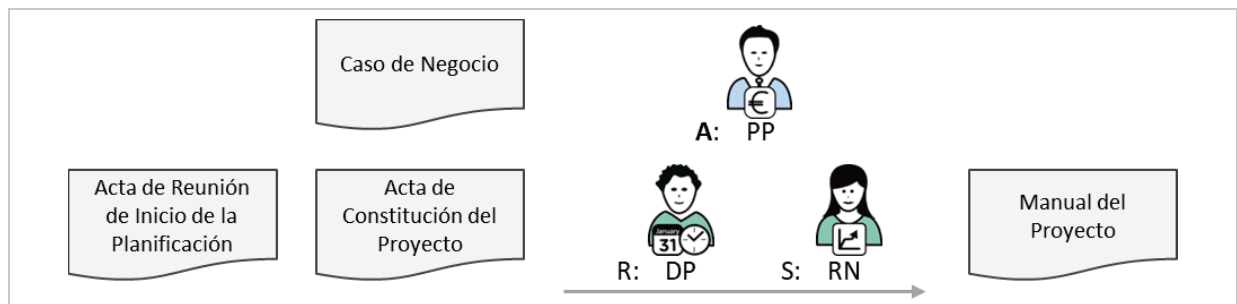 Caso de Negocio
A: PP
Acta de Reunión
de Inicio de la
Planificación
Acta de
Constitución del
Proyecto
January
31
R: DP
S: RN
Manual del
Proyecto